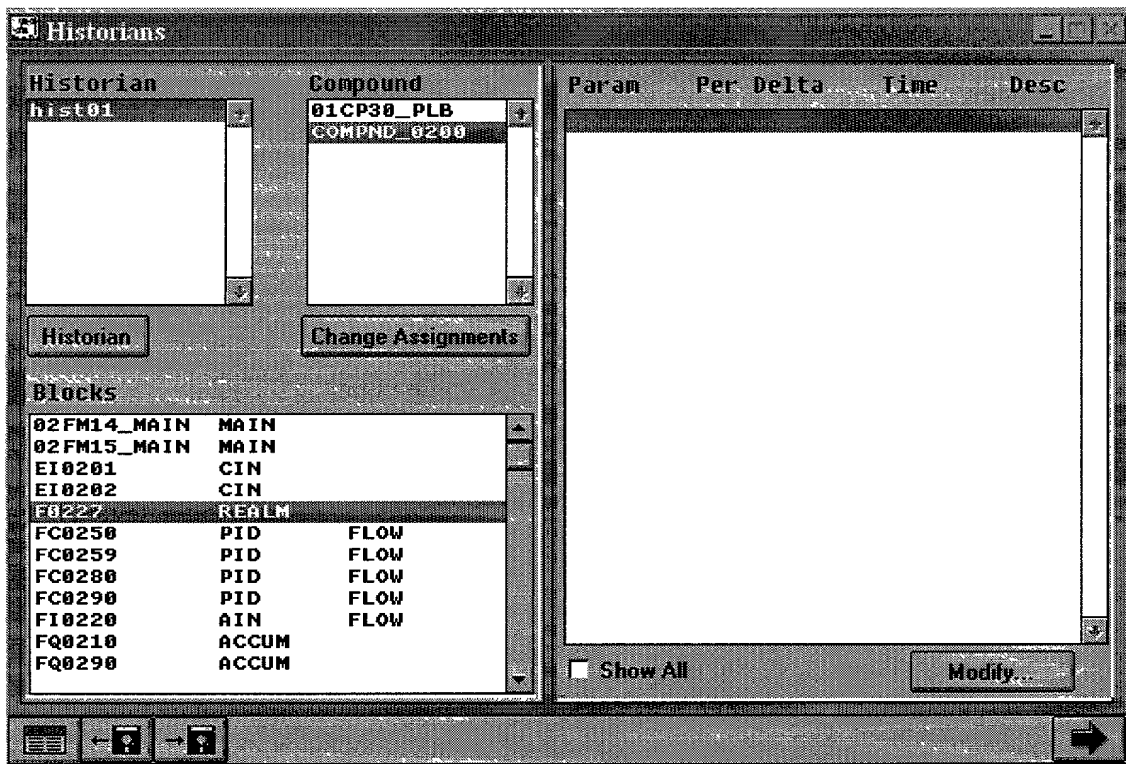 Historians
Historian
hist01
Historian
Compound
01CP30_PLB
COMPND_0200
Change Assignments
Blocks
02FM14_MAIN MAIN
02FM15_MAIN MAIN
EI0201 CIN
EI0202 CIN
F0227 REALM
FC0250 PID FLOW
FC0259 PID FLOW
FC0280 PID FLOW
FC0290 PID FLOW
FI0220 AIN FLOW
FQ0210 ACCUM
FQ0290 ACCUM
Param Per Delta Time Desc
Show All
Modify...